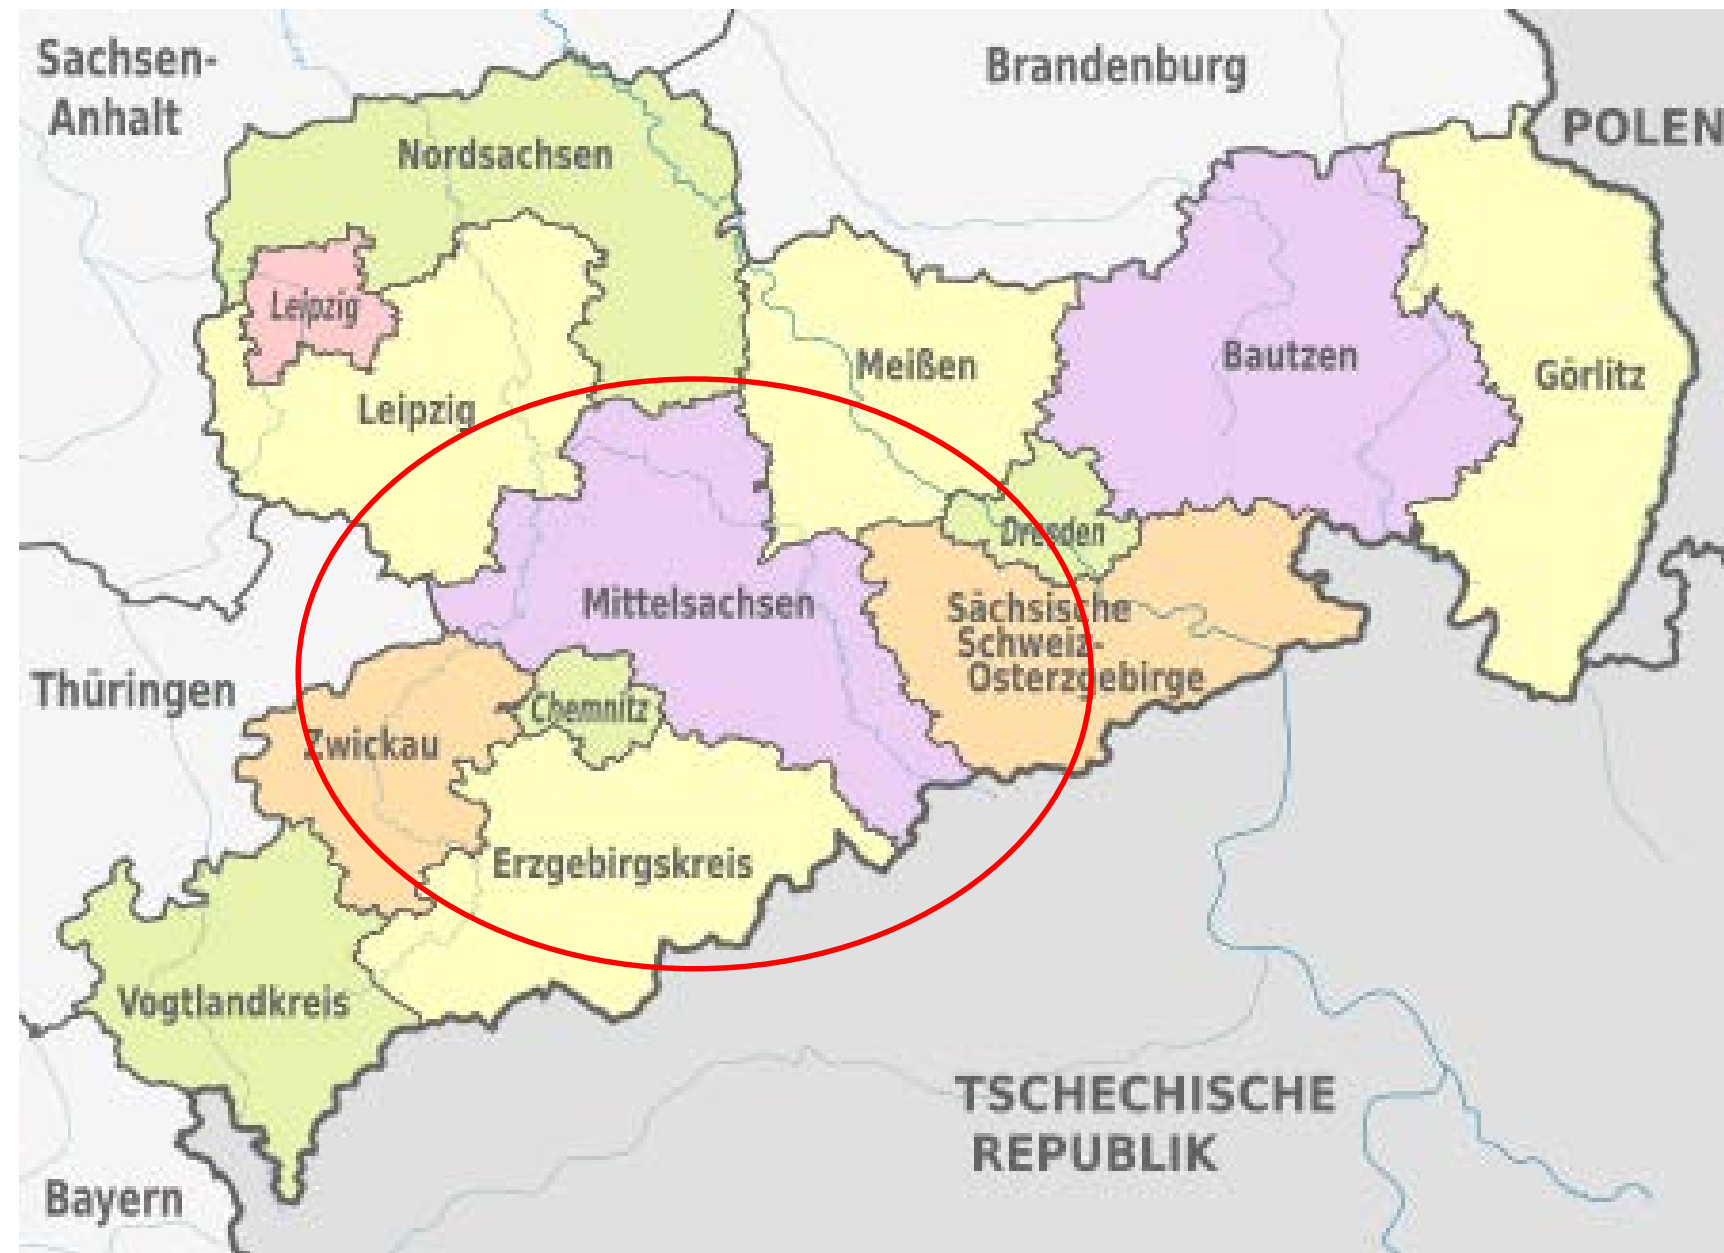 Sachsen-
Anhalt
Brandenburg
POLEN
Nordsachsen
Leipzig
Leipzig
Meißen
Bautzen
Görlitz
Dresden
Mittelsachsen
Sächsische
Schweiz-
Osterzgebirge
Thüringen
Chemnitz
Zwickau
Erzgebirgskreis
Vogtlandkreis
TSCHECHISCHE
REPUBLIK
Bayern